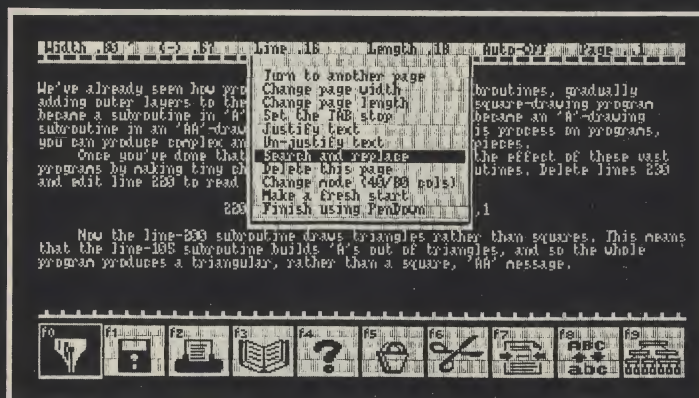 Width .80 (-) .67 Line .16 Length .18 Auto-OFF Page ..1
Turn to another page
Change page width
Change page length
Set the TAB stop
Justify text
Un-justify text
Search and replace
Delete this page
Change mode (40/80 cols)
Make a fresh start
Finish using PenDown
We've already seen how pro broutines, gradually
adding outer layers to the square-drawing program
became a subroutine in 'A' became an 'A'-drawing
subroutine in an 'AA'-draw is process on programs,
you can produce complex an pieces.
Once you've done that the effect of these vast
programs by making tiny ch utines. Delete lines 230
and edit line 220 to read
220 ,1
Now the line-200 subroutine draws triangles rather than squares. This means
that the line-105 subroutine builds 'A's out of triangles, and so the whole
program produces a triangular, rather than a square, 'AA' message.
f0 f1 f2 f3 f4 f5 f6 f7 f8 f9
?
ABC
abc